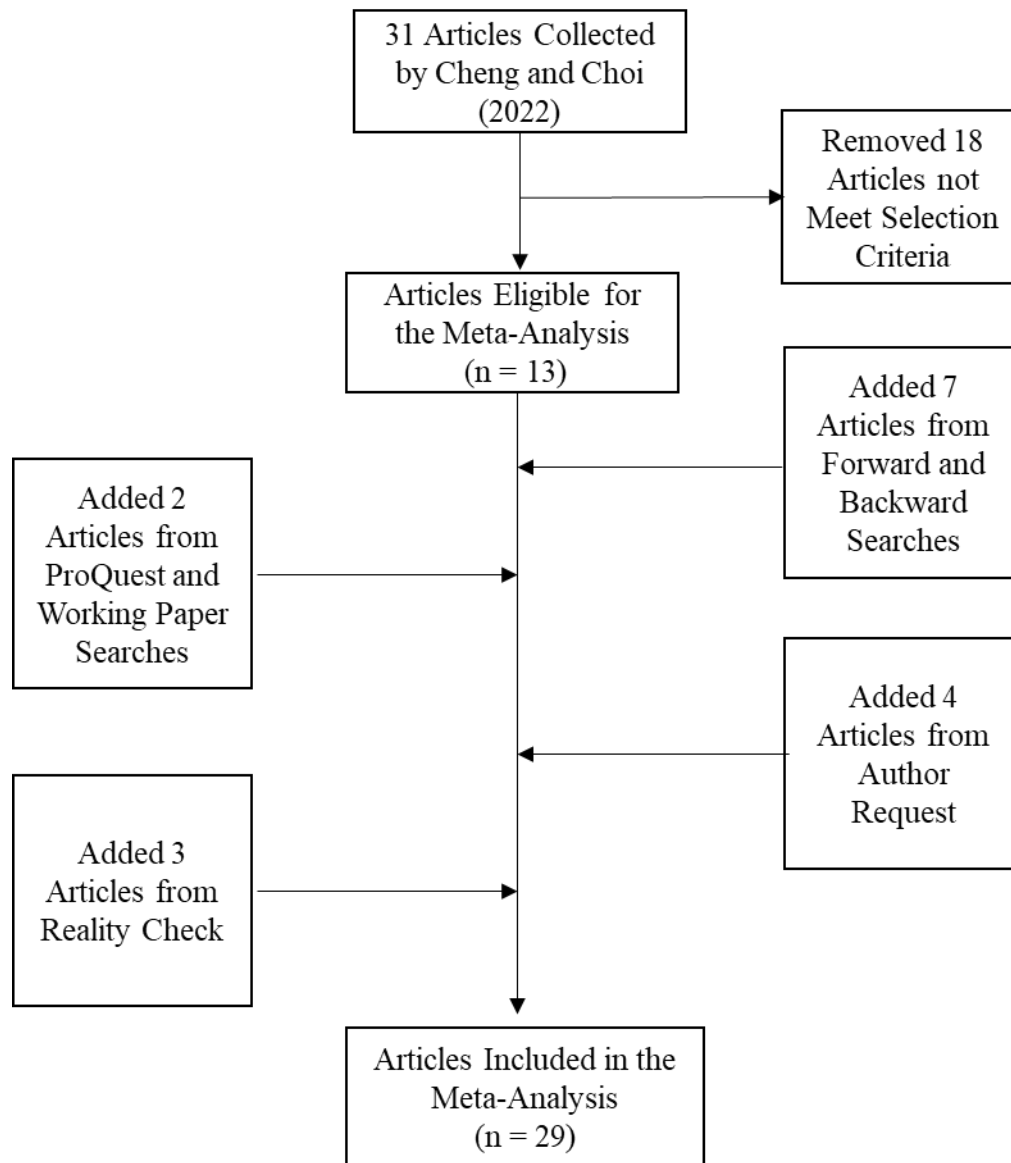 31 Articles Collected
by Cheng and Choi
(2022)
Removed 18
Articles not
Meet Selection
Criteria
Articles Eligible for
the Meta-Analysis
(n = 13)
Added 7
Articles from
Forward and
Backward
Searches
Added 2
Articles from
ProQuest and
Working Paper
Searches
Added 4
Articles from
Author
Request
Added 3
Articles from
Reality Check
Articles Included in the
Meta-Analysis
(n = 29)